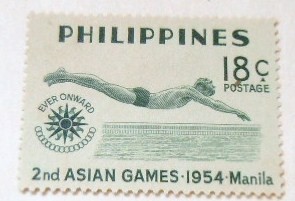 PHILIPPINES
18c
POSTAGE
EVER ONWARD
2nd ASIAN GAMES · 1954 · Manila